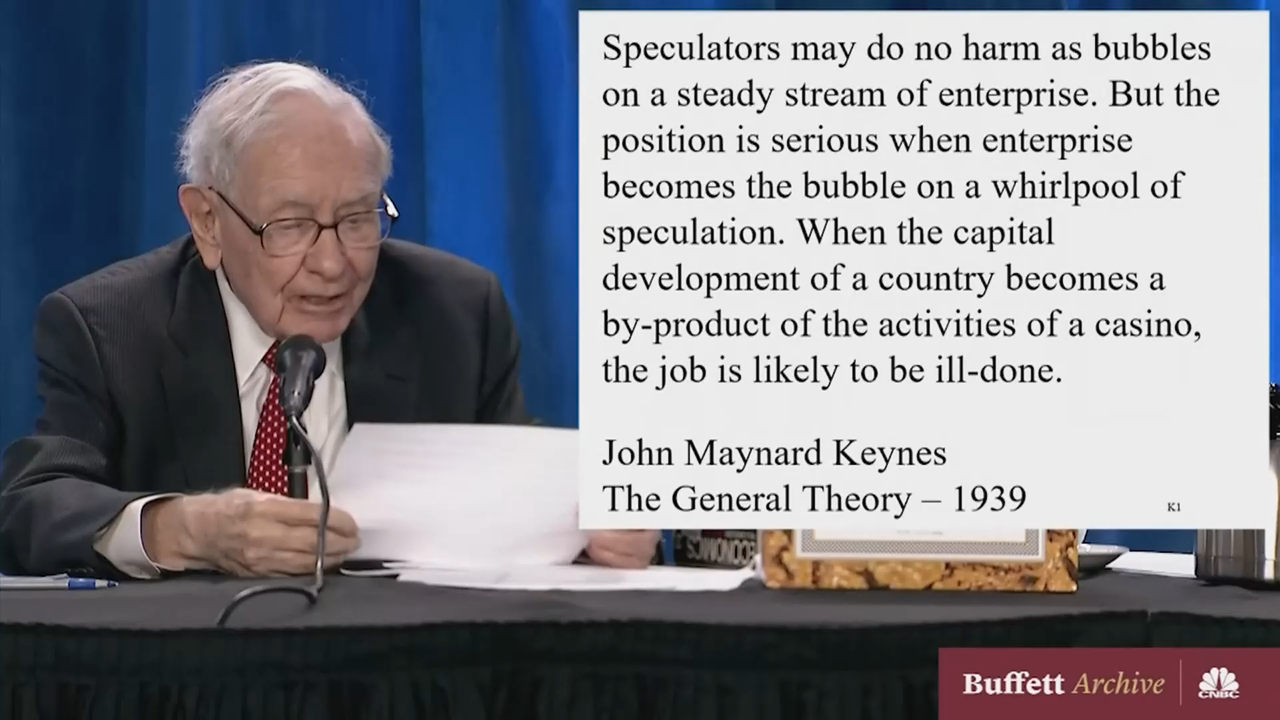 Speculators may do no harm as bubbles
on a steady stream of enterprise. But the
position is serious when enterprise
becomes the bubble on a whirlpool of
speculation. When the capital
development of a country becomes a
by-product of the activities of a casino,
the job is likely to be ill-done.
John Maynard Keynes
The General Theory – 1939
K1
Buffett Archive
CNBC